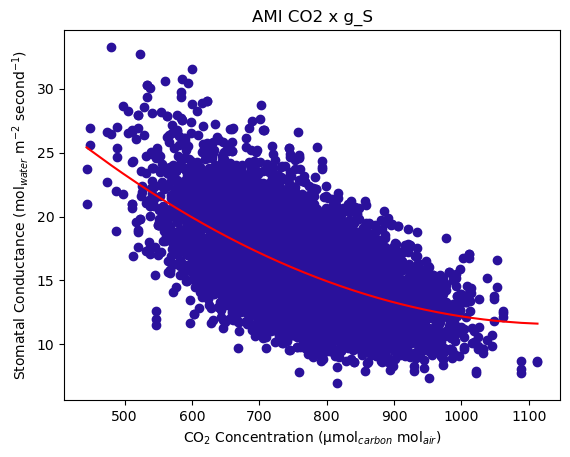 AMI CO2 x g_S
Stomatal Conductance (mol$_{water}$ m$^{-2}$ second$^{-1}$)
30
25
20
15
10
500 600 700 800 900 1000 1100
CO$_2$ Concentration (μmol$_{carbon}$ mol$_{air}$)